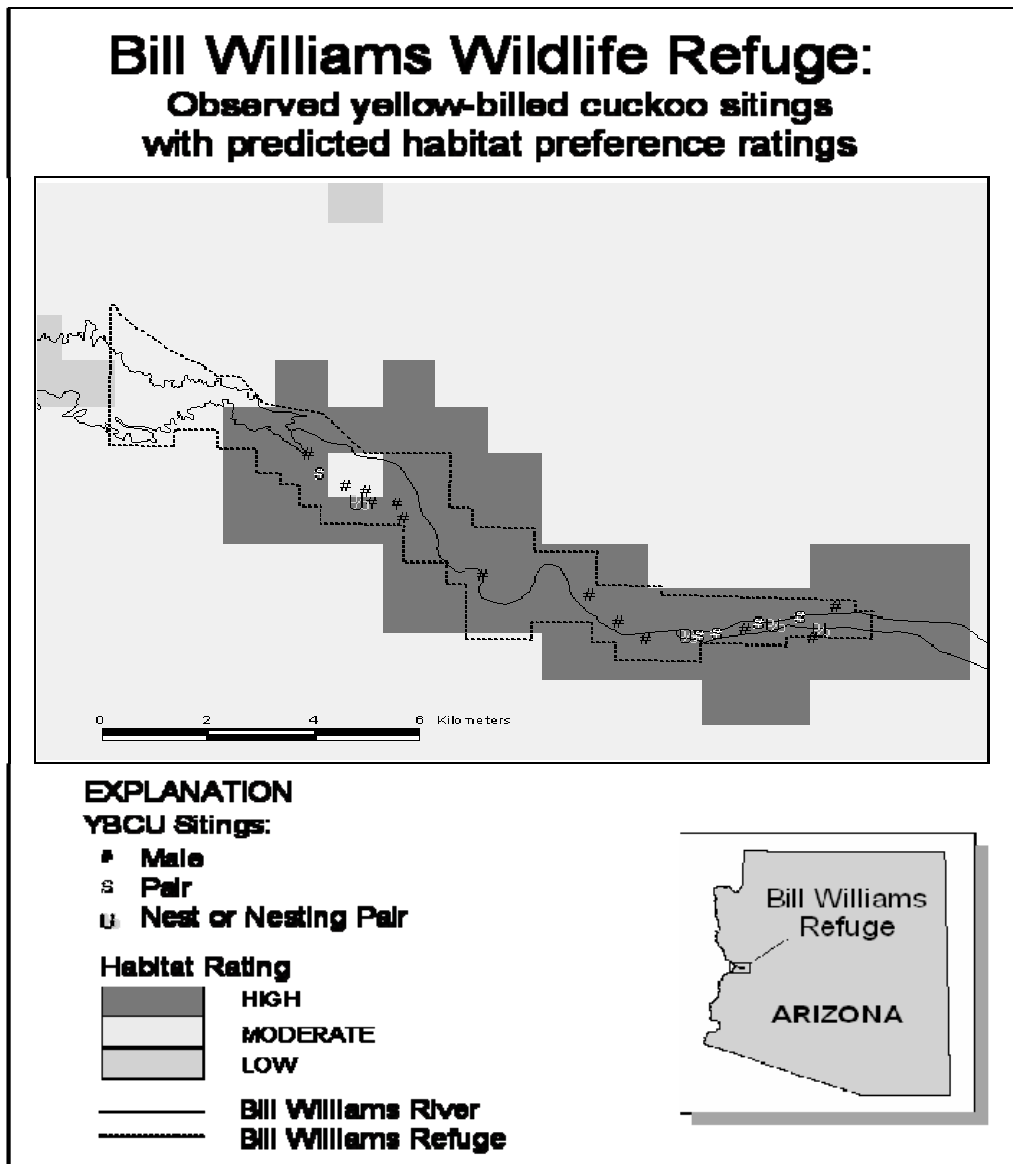 Bill Williams Wildlife Refuge:
Observed yellow-billed cuckoo sitings
with predicted habitat preference ratings
0 2 4 6 Kilometers
EXPLANATION
YBCU Sitings:
# Male
S Pair
U Nest or Nesting Pair
Habitat Rating
HIGH
MODERATE
LOW
Bill Williams River
Bill Williams Refuge
Bill Williams
Refuge
ARIZONA